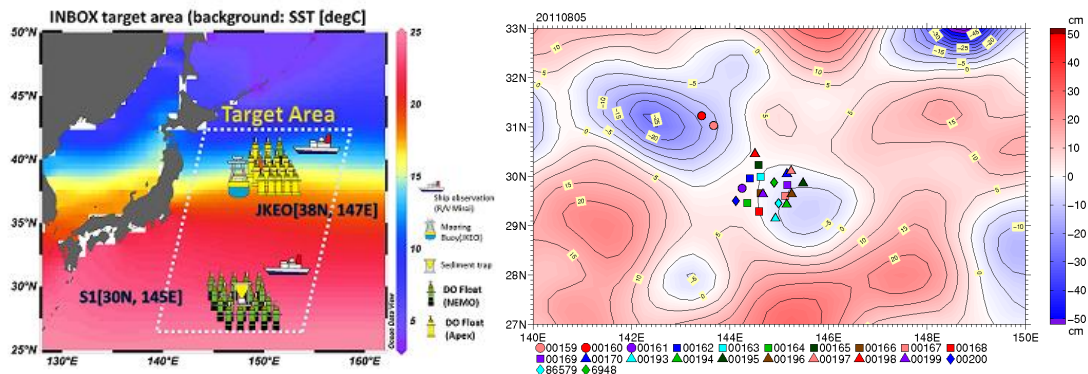 INBOX target area (background: SST [degC]
50°N
45°N
40°N
35°N
30°N
25°N
130°E
140°E
150°E
160°E
Target Area
JKEO[38N, 147E]
S1[30N, 145E]
25
20
15
10
5
Ocean Data View
Ship observation
(R/V Mirai)
Mooring
Buoy(JKEO)
Sediment trap
DO Float
(NEMO)
DO Float
(Apex)
20110805
33N
32N
31N
30N
29N
28N
27N
140E
142E
144E
146E
148E
150E
cm
50
40
30
20
10
0
-10
-20
-30
-40
-50
cm
00159 00160 00161 00162 00163 00164 00165 00166 00167 00168
00169 00170 00193 00194 00195 00196 00197 00198 00199 00200
86579 6948